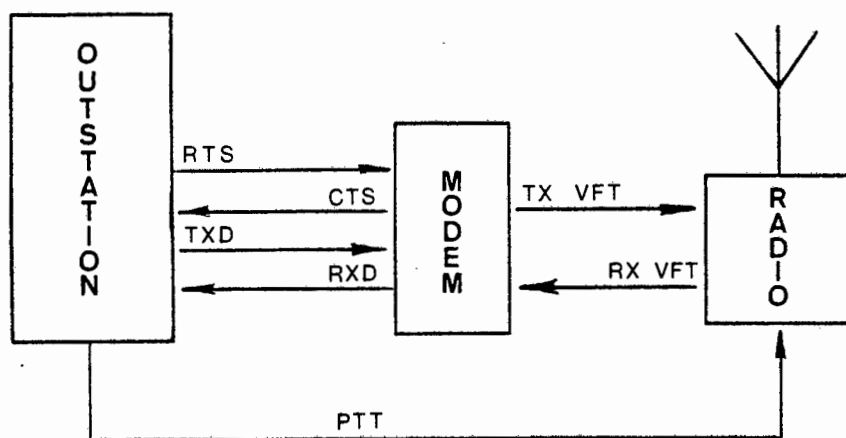 OUTSTATION
RTS
CTS
TXD
RXD
MODEM
TX VFT
RX VFT
RADIO
PTT